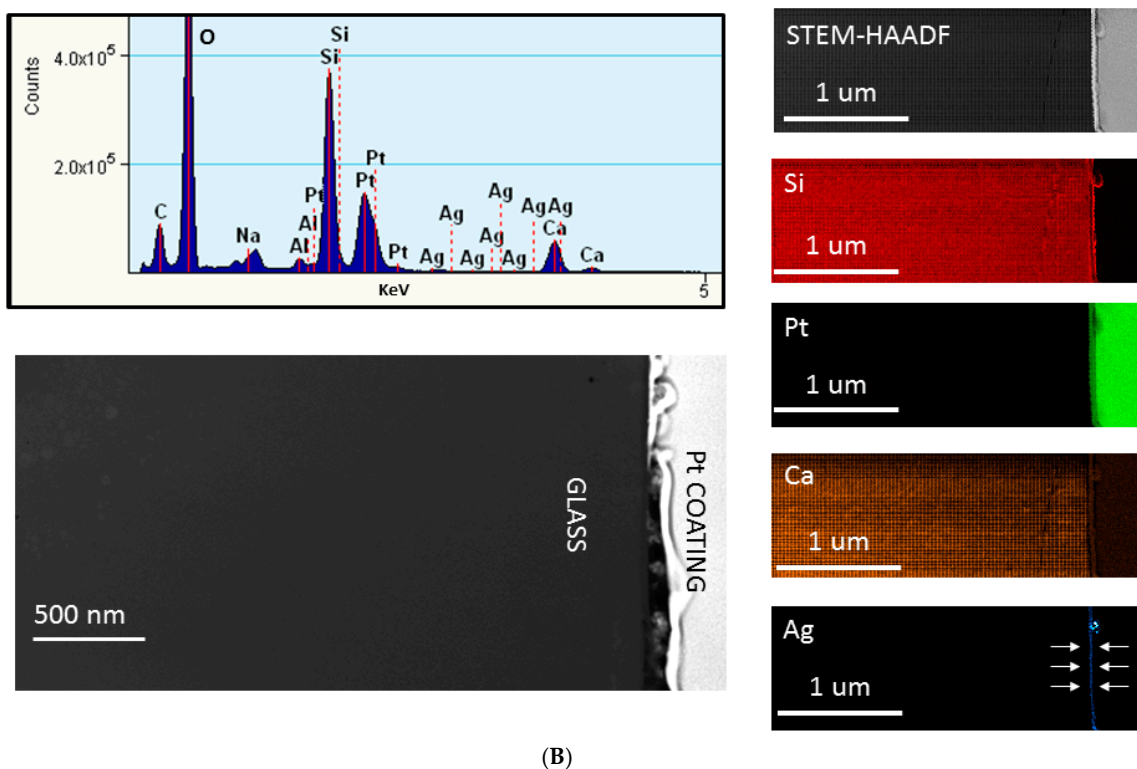 O
Si
4.0x10⁵
Si
Counts
Pt
2.0x10⁵
Pt
Pt
Ag
C
Al
Ag
Ag Ag
Na
Ca
Al
Pt
Ag
Ag
Ag
Ag
Ca
KeV
5
GLASS
Pt COATING
500 nm
STEM-HAADF
1 um
Si
1 um
Pt
1 um
Ca
1 um
Ag
1 um
(B)